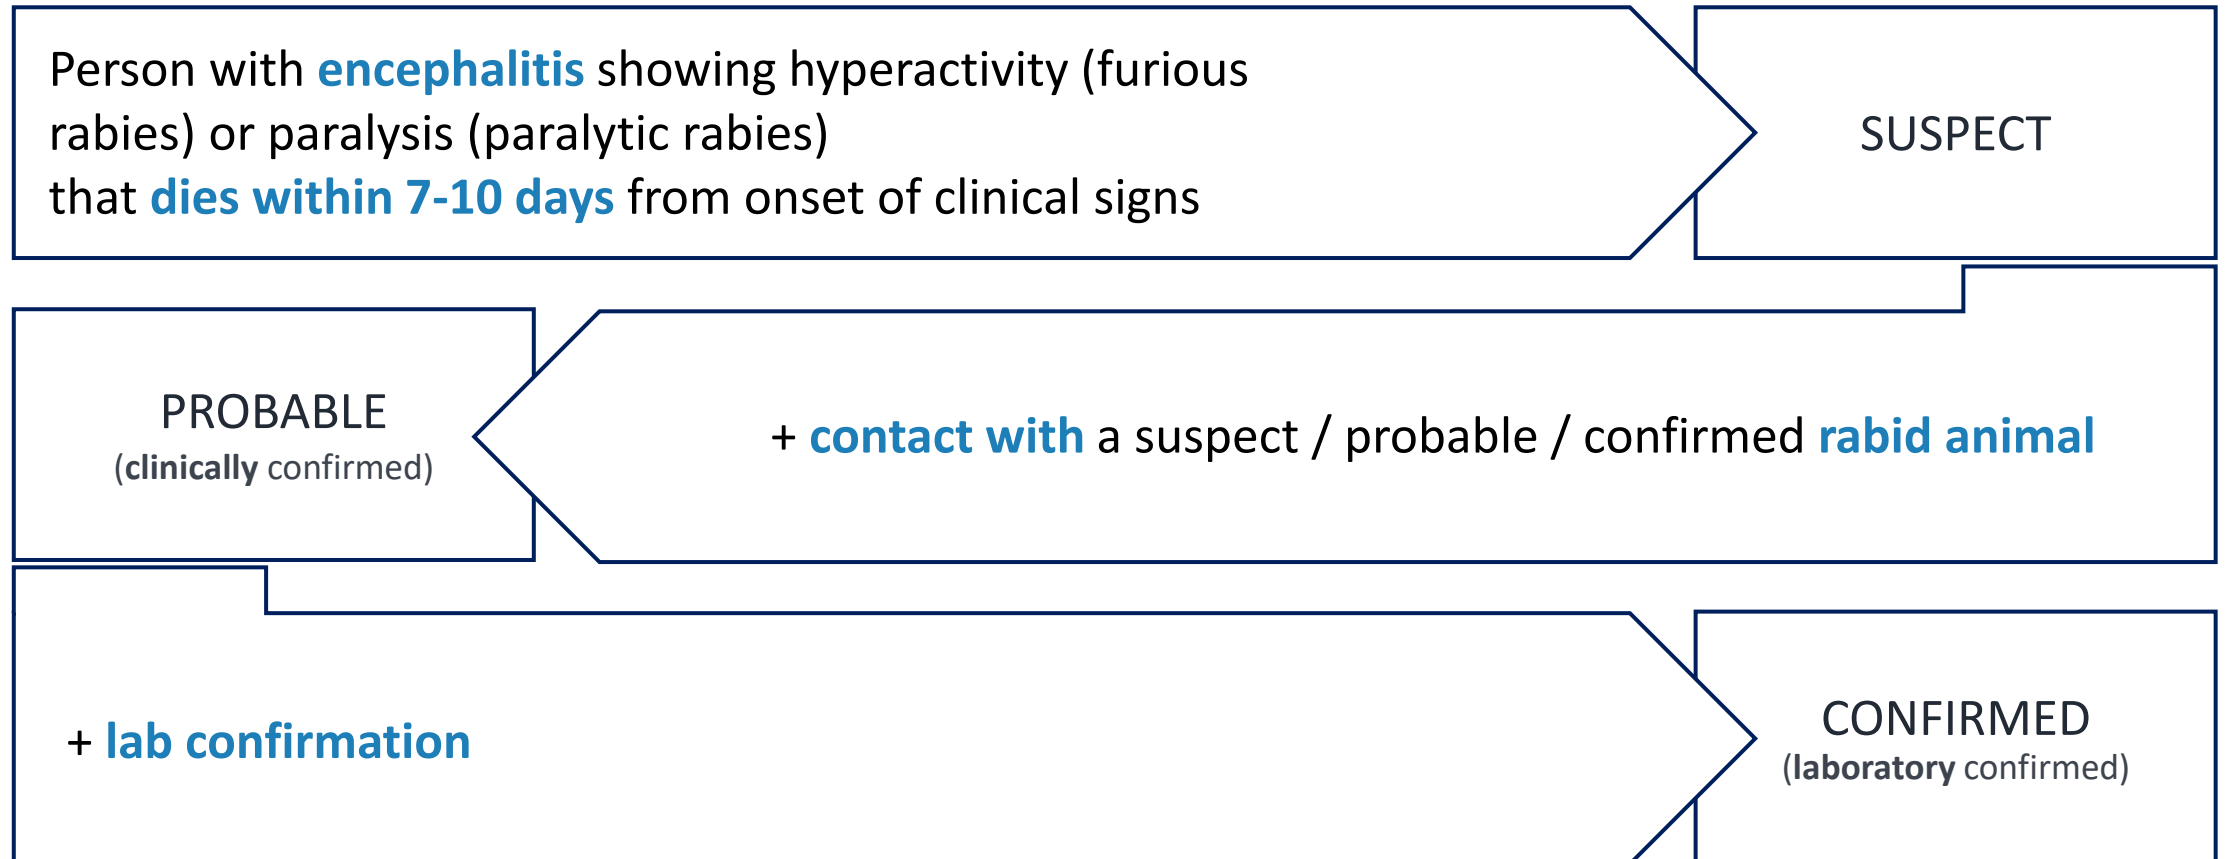 Person with encephalitis showing hyperactivity (furious
rabies) or paralysis (paralytic rabies)
that dies within 7-10 days from onset of clinical signs
SUSPECT
+ contact with a suspect / probable / confirmed rabid animal
PROBABLE
(clinically confirmed)
+ lab confirmation
CONFIRMED
(laboratory confirmed)